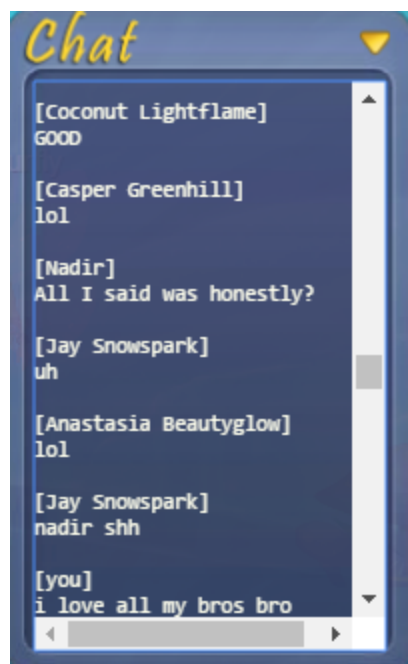 Chat
[Coconut Lightflame]
GOOD
[Casper Greenhill]
lol
[Nadir]
All I said was honestly?
[Jay Snowspark]
uh
[Anastasia Beautyglow]
lol
[Jay Snowspark]
nadir shh
[you]
i love all my bros bro